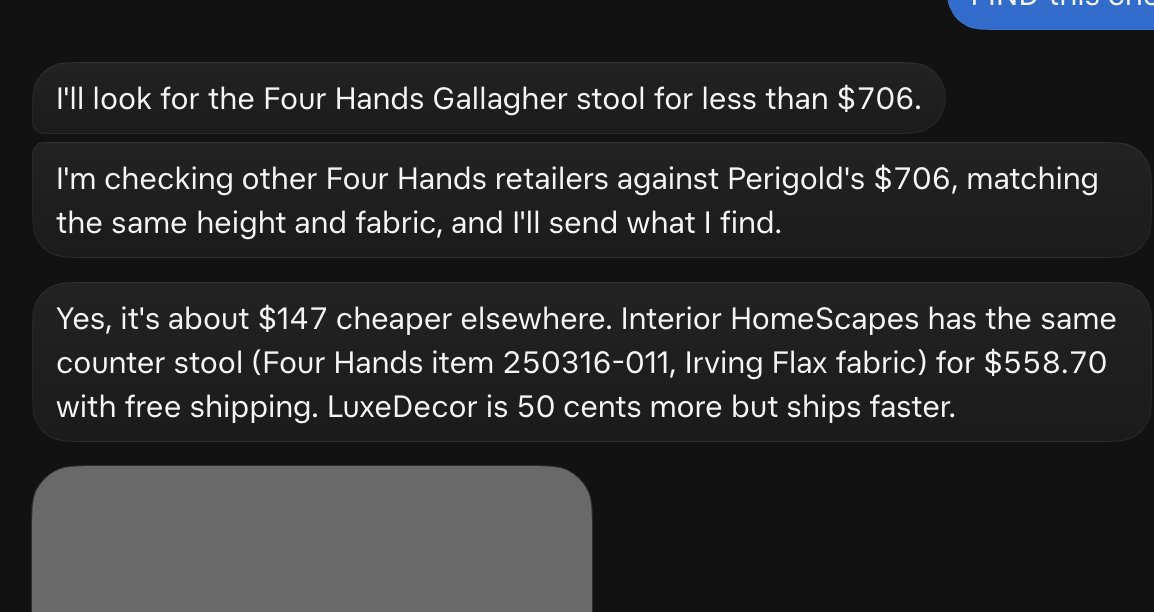 I'll look for the Four Hands Gallagher stool for less than $706.
I'm checking other Four Hands retailers against Perigold's $706, matching
the same height and fabric, and I'll send what I find.
Yes, it's about $147 cheaper elsewhere. Interior HomeScapes has the same
counter stool (Four Hands item 250316-011, Irving Flax fabric) for $558.70
with free shipping. LuxeDecor is 50 cents more but ships faster.